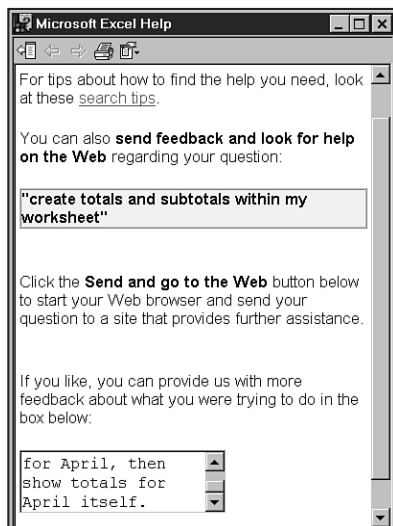 Microsoft Excel Help
For tips about how to find the help you need, look
at these search tips.
You can also send feedback and look for help
on the Web regarding your question:
"create totals and subtotals within my
worksheet"
Click the Send and go to the Web button below
to start your Web browser and send your
question to a site that provides further assistance.
If you like, you can provide us with more
feedback about what you were trying to do in the
box below:
for April, then
show totals for
April itself.